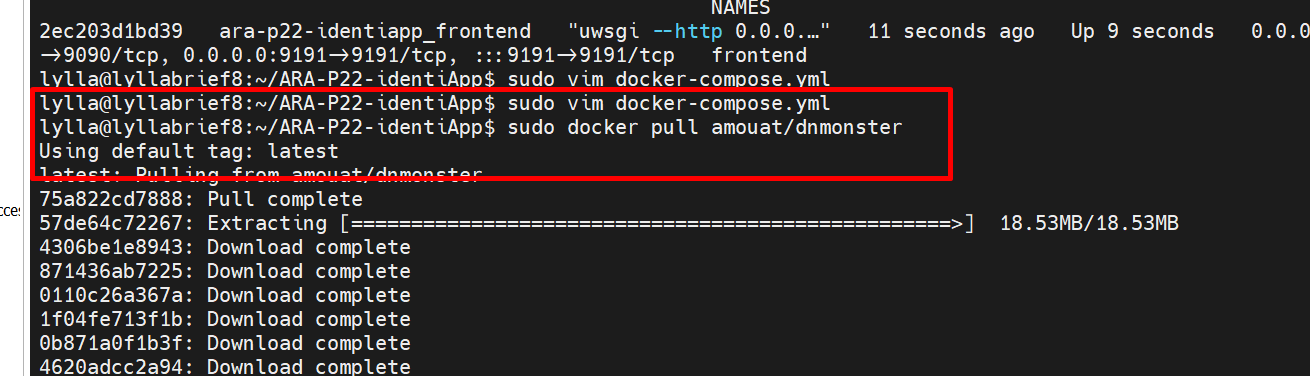 NAMES
2ec203d1bd39   ara-p22-identiapp_frontend   "uwsgi --http 0.0.0.…"   11 seconds ago   Up 9 seconds   0.0.0
->9090/tcp, 0.0.0.0:9191->9191/tcp, :::9191->9191/tcp   frontend
lylla@lyllabrief8:~/ARA-P22-identiApp$ sudo vim docker-compose.yml
lylla@lyllabrief8:~/ARA-P22-identiApp$ sudo vim docker-compose.yml
lylla@lyllabrief8:~/ARA-P22-identiApp$ sudo docker pull amouat/dnmonster
Using default tag: latest
latest: Pulling from amouat/dnmonster
75a822cd7888: Pull complete
57de64c72267: Extracting [==================================================>]  18.53MB/18.53MB
4306be1e8943: Download complete
871436ab7225: Download complete
0110c26a367a: Download complete
1f04fe713f1b: Download complete
0b871a0f1b3f: Download complete
4620adcc2a94: Download complete